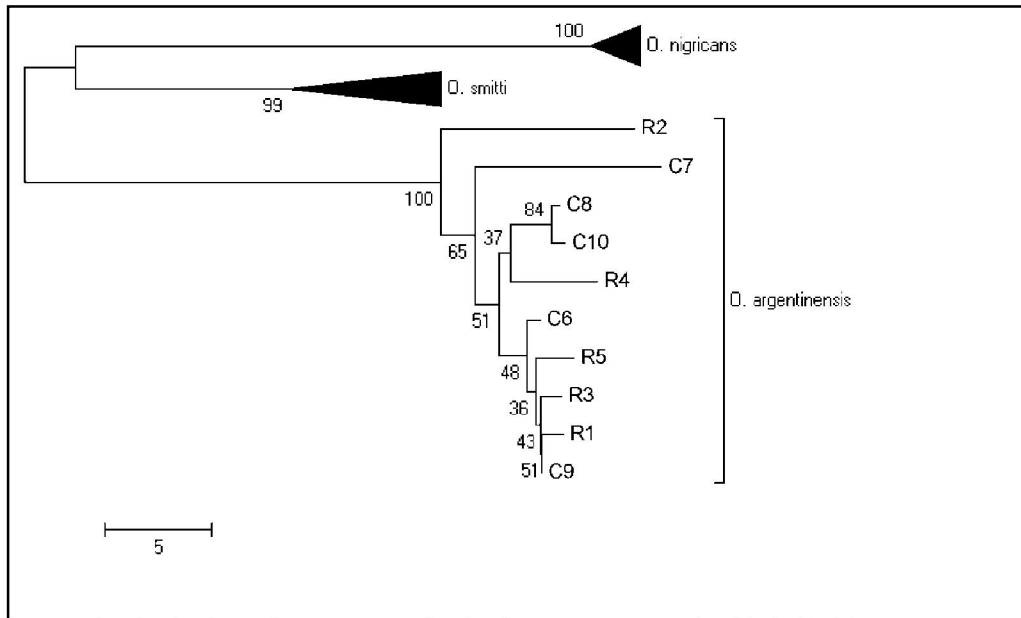 100
O. nigricans
O. smitti
99
R2
C7
100
C8
84
37
C10
65
R4
O. argentinensis
51
C6
R5
48
R3
36
R1
43
51 C9
5